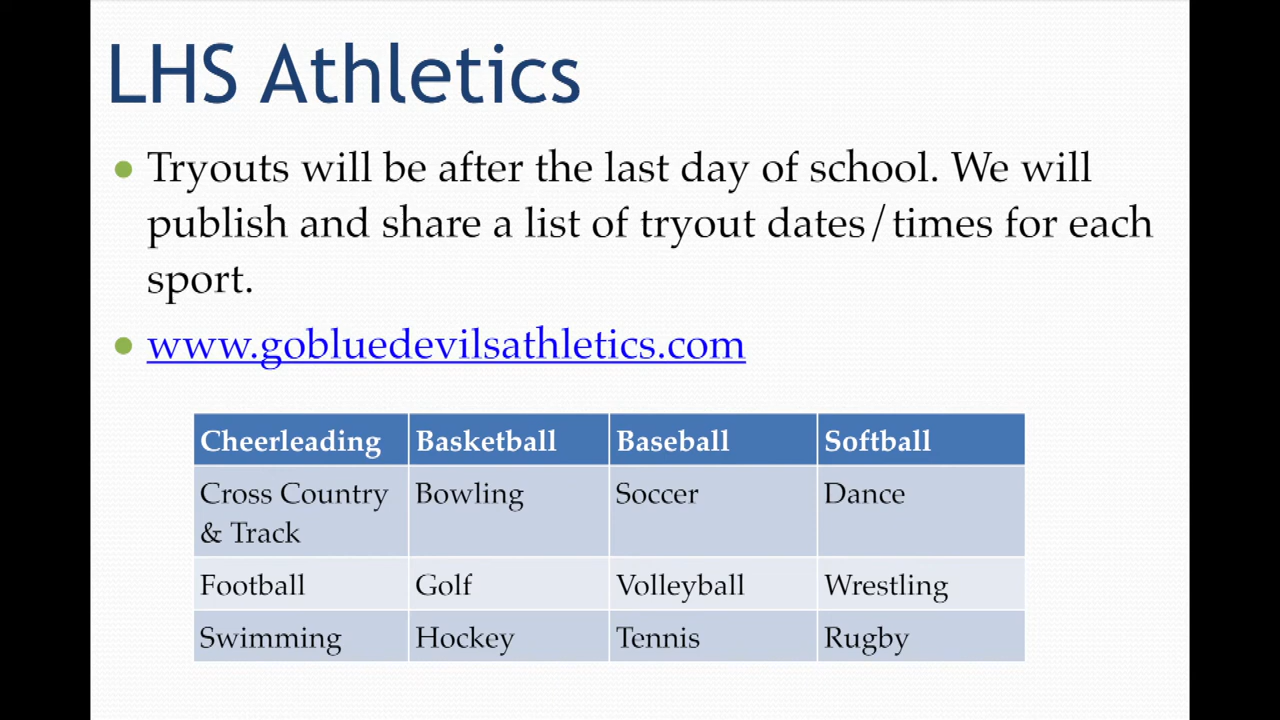 LHS Athletics
Tryouts will be after the last day of school. We will
publish and share a list of tryout dates/times for each
sport.
www.gobluedevilsathletics.com
Cheerleading Basketball Baseball Softball
Cross Country Bowling Soccer Dance
& Track
Football Golf Volleyball Wrestling
Swimming Hockey Tennis Rugby